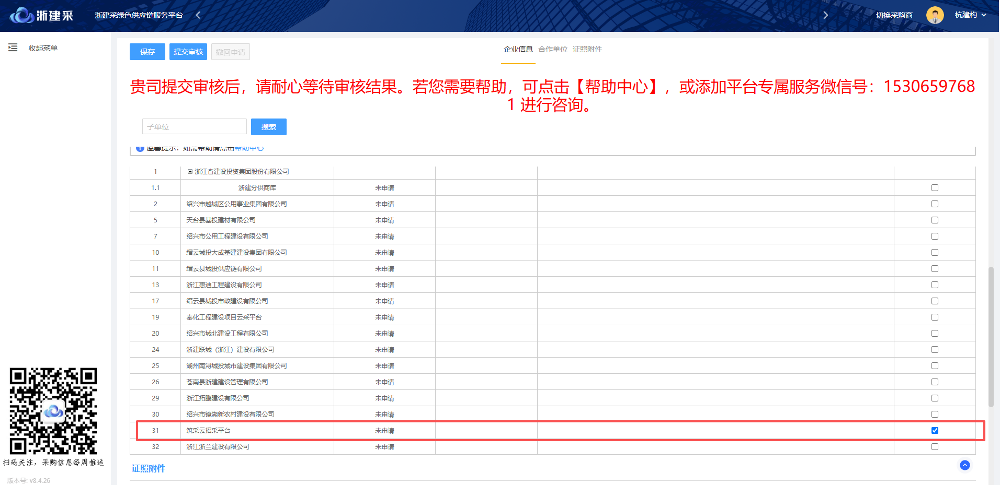 浙建采
浙建采绿色供应链服务平台
切换采购商
杭建构
收起菜单
保存 提交审核 撤回申请
企业信息 合作单位 证照附件
贵司提交审核后，请耐心等待审核结果。若您需要帮助，可点击【帮助中心】，或添加平台专属服务微信号：1530659768
1 进行咨询。
子单位 搜索
温馨提示：如需帮助请点击帮助中心
1 浙江省建设投资集团股份有限公司
1.1 浙建分供商库 未申请
2 绍兴市越城区公用事业集团有限公司 未申请
5 天台县基投建材有限公司 未申请
7 绍兴市公用工程建设有限公司 未申请
10 缙云城投大成基建建设集团有限公司 未申请
11 缙云县城投供应链有限公司 未申请
13 浙江惠迪工程建设有限公司 未申请
17 缙云县城投市政建设有限公司 未申请
19 奉化工程建设项目云采平台 未申请
20 绍兴市城北建设工程有限公司 未申请
24 浙建联城（浙江）建设有限公司 未申请
25 湖州南浔城投城市建设集团有限公司 未申请
26 苍南县浙建建设管理有限公司 未申请
29 浙江拓鹏建设有限公司 未申请
30 绍兴市镜湖新农村建设有限公司 未申请
31 筑采云招采平台 未申请
32 浙江浙兰建设有限公司 未申请
证照附件
扫码关注，采购信息每周推送
版本号: v8.4.26